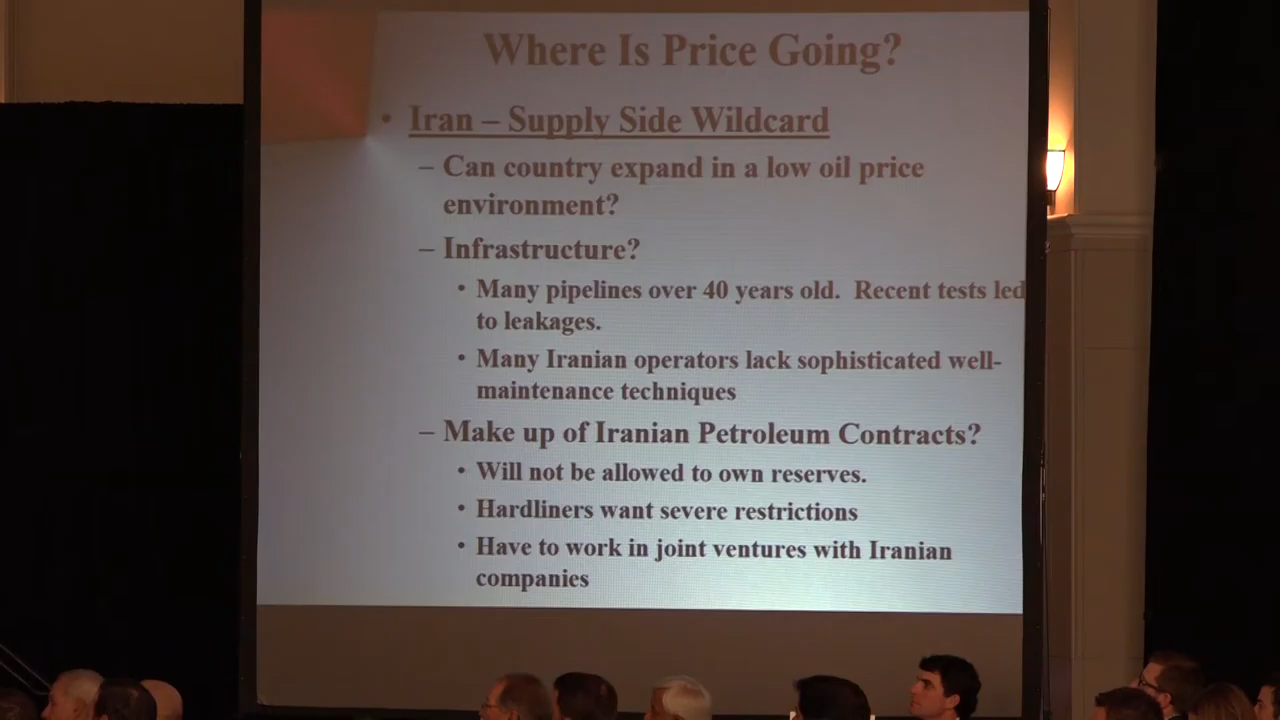 Where Is Price Going?
• Iran – Supply Side Wildcard
– Can country expand in a low oil price
environment?
– Infrastructure?
• Many pipelines over 40 years old.  Recent tests led
to leakages.
• Many Iranian operators lack sophisticated well-
maintenance techniques
– Make up of Iranian Petroleum Contracts?
• Will not be allowed to own reserves.
• Hardliners want severe restrictions
• Have to work in joint ventures with Iranian
companies